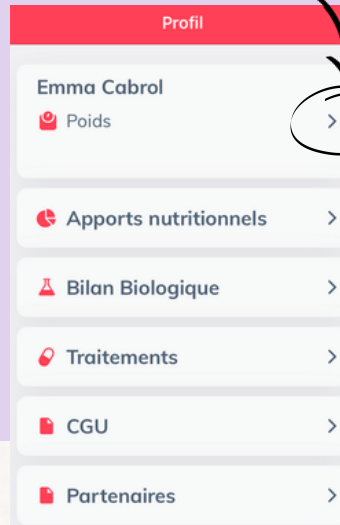 Profil
Emma Cabrol
Poids
Apports nutritionnels
Bilan Biologique
Traitements
CGU
Partenaires